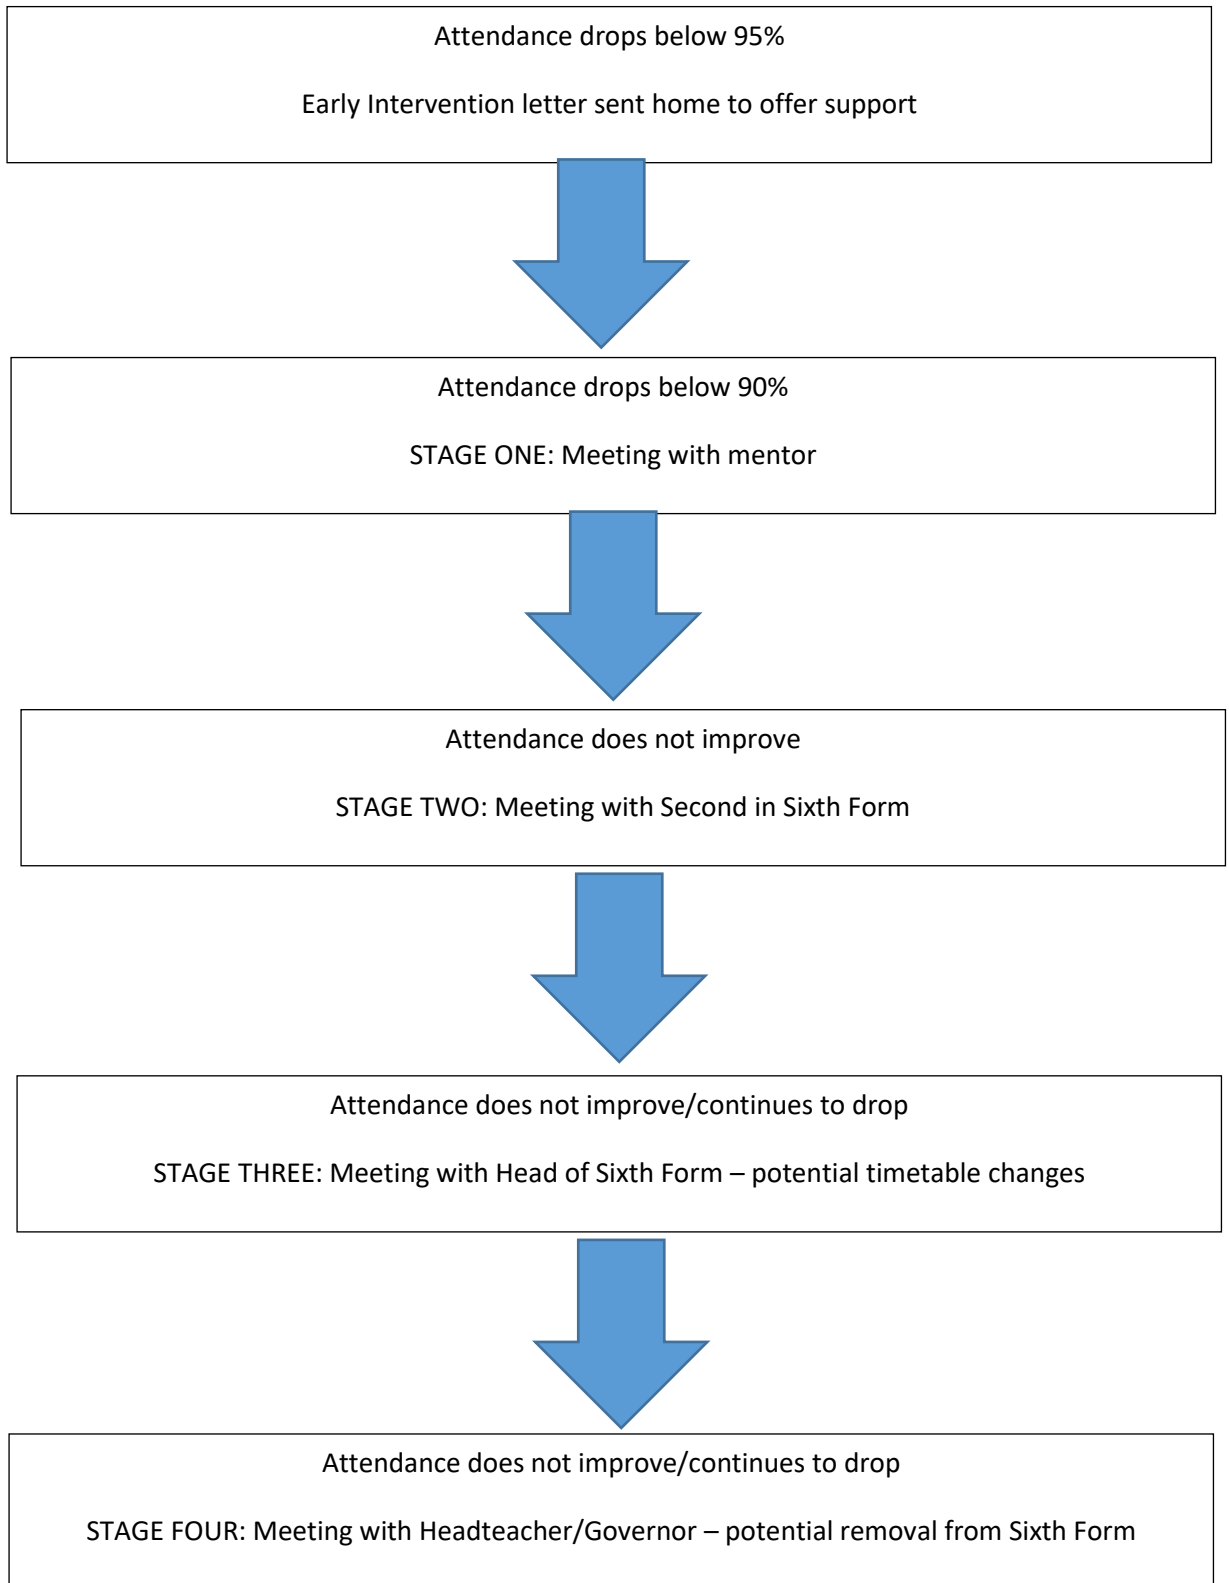 Attendance drops below 95%
Early Intervention letter sent home to offer support
Attendance drops below 90%
STAGE ONE: Meeting with mentor
Attendance does not improve
STAGE TWO: Meeting with Second in Sixth Form
Attendance does not improve/continues to drop
STAGE THREE: Meeting with Head of Sixth Form – potential timetable changes
Attendance does not improve/continues to drop
STAGE FOUR: Meeting with Headteacher/Governor – potential removal from Sixth Form